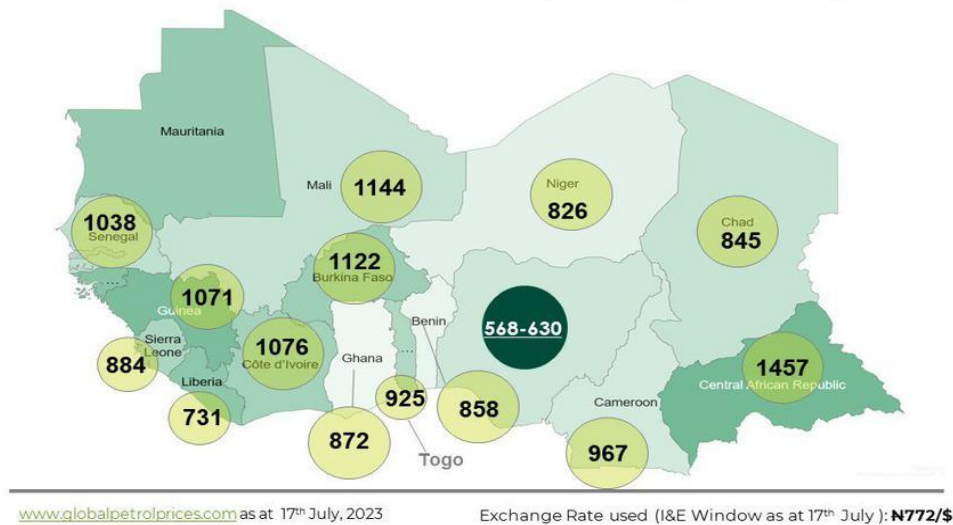 Mauritania
Mali
1144
Niger
826
Chad
845
1038
Senegal
1122
Burkina Faso
1071
Guinea
568-630
Benin
Sierra
Leone
884
1076
Côte d'Ivoire
Ghana
...
1457
Central African Republic
Liberia
731
925
858
Cameroon
872
967
Togo
www.globalpetrolprices.com as at 17th July, 2023
Exchange Rate used (I&E Window as at 17th July ): ₦772/$